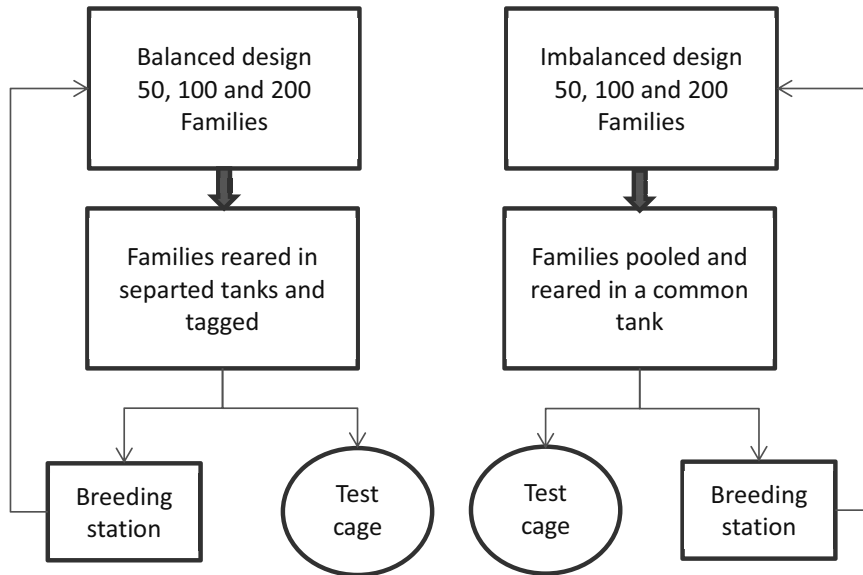 Balanced design
50, 100 and 200
Families
Imbalanced design
50, 100 and 200
Families
Families reared in
separted tanks and
tagged
Families pooled and
reared in a common
tank
Breeding
station
Test
cage
Test
cage
Breeding
station